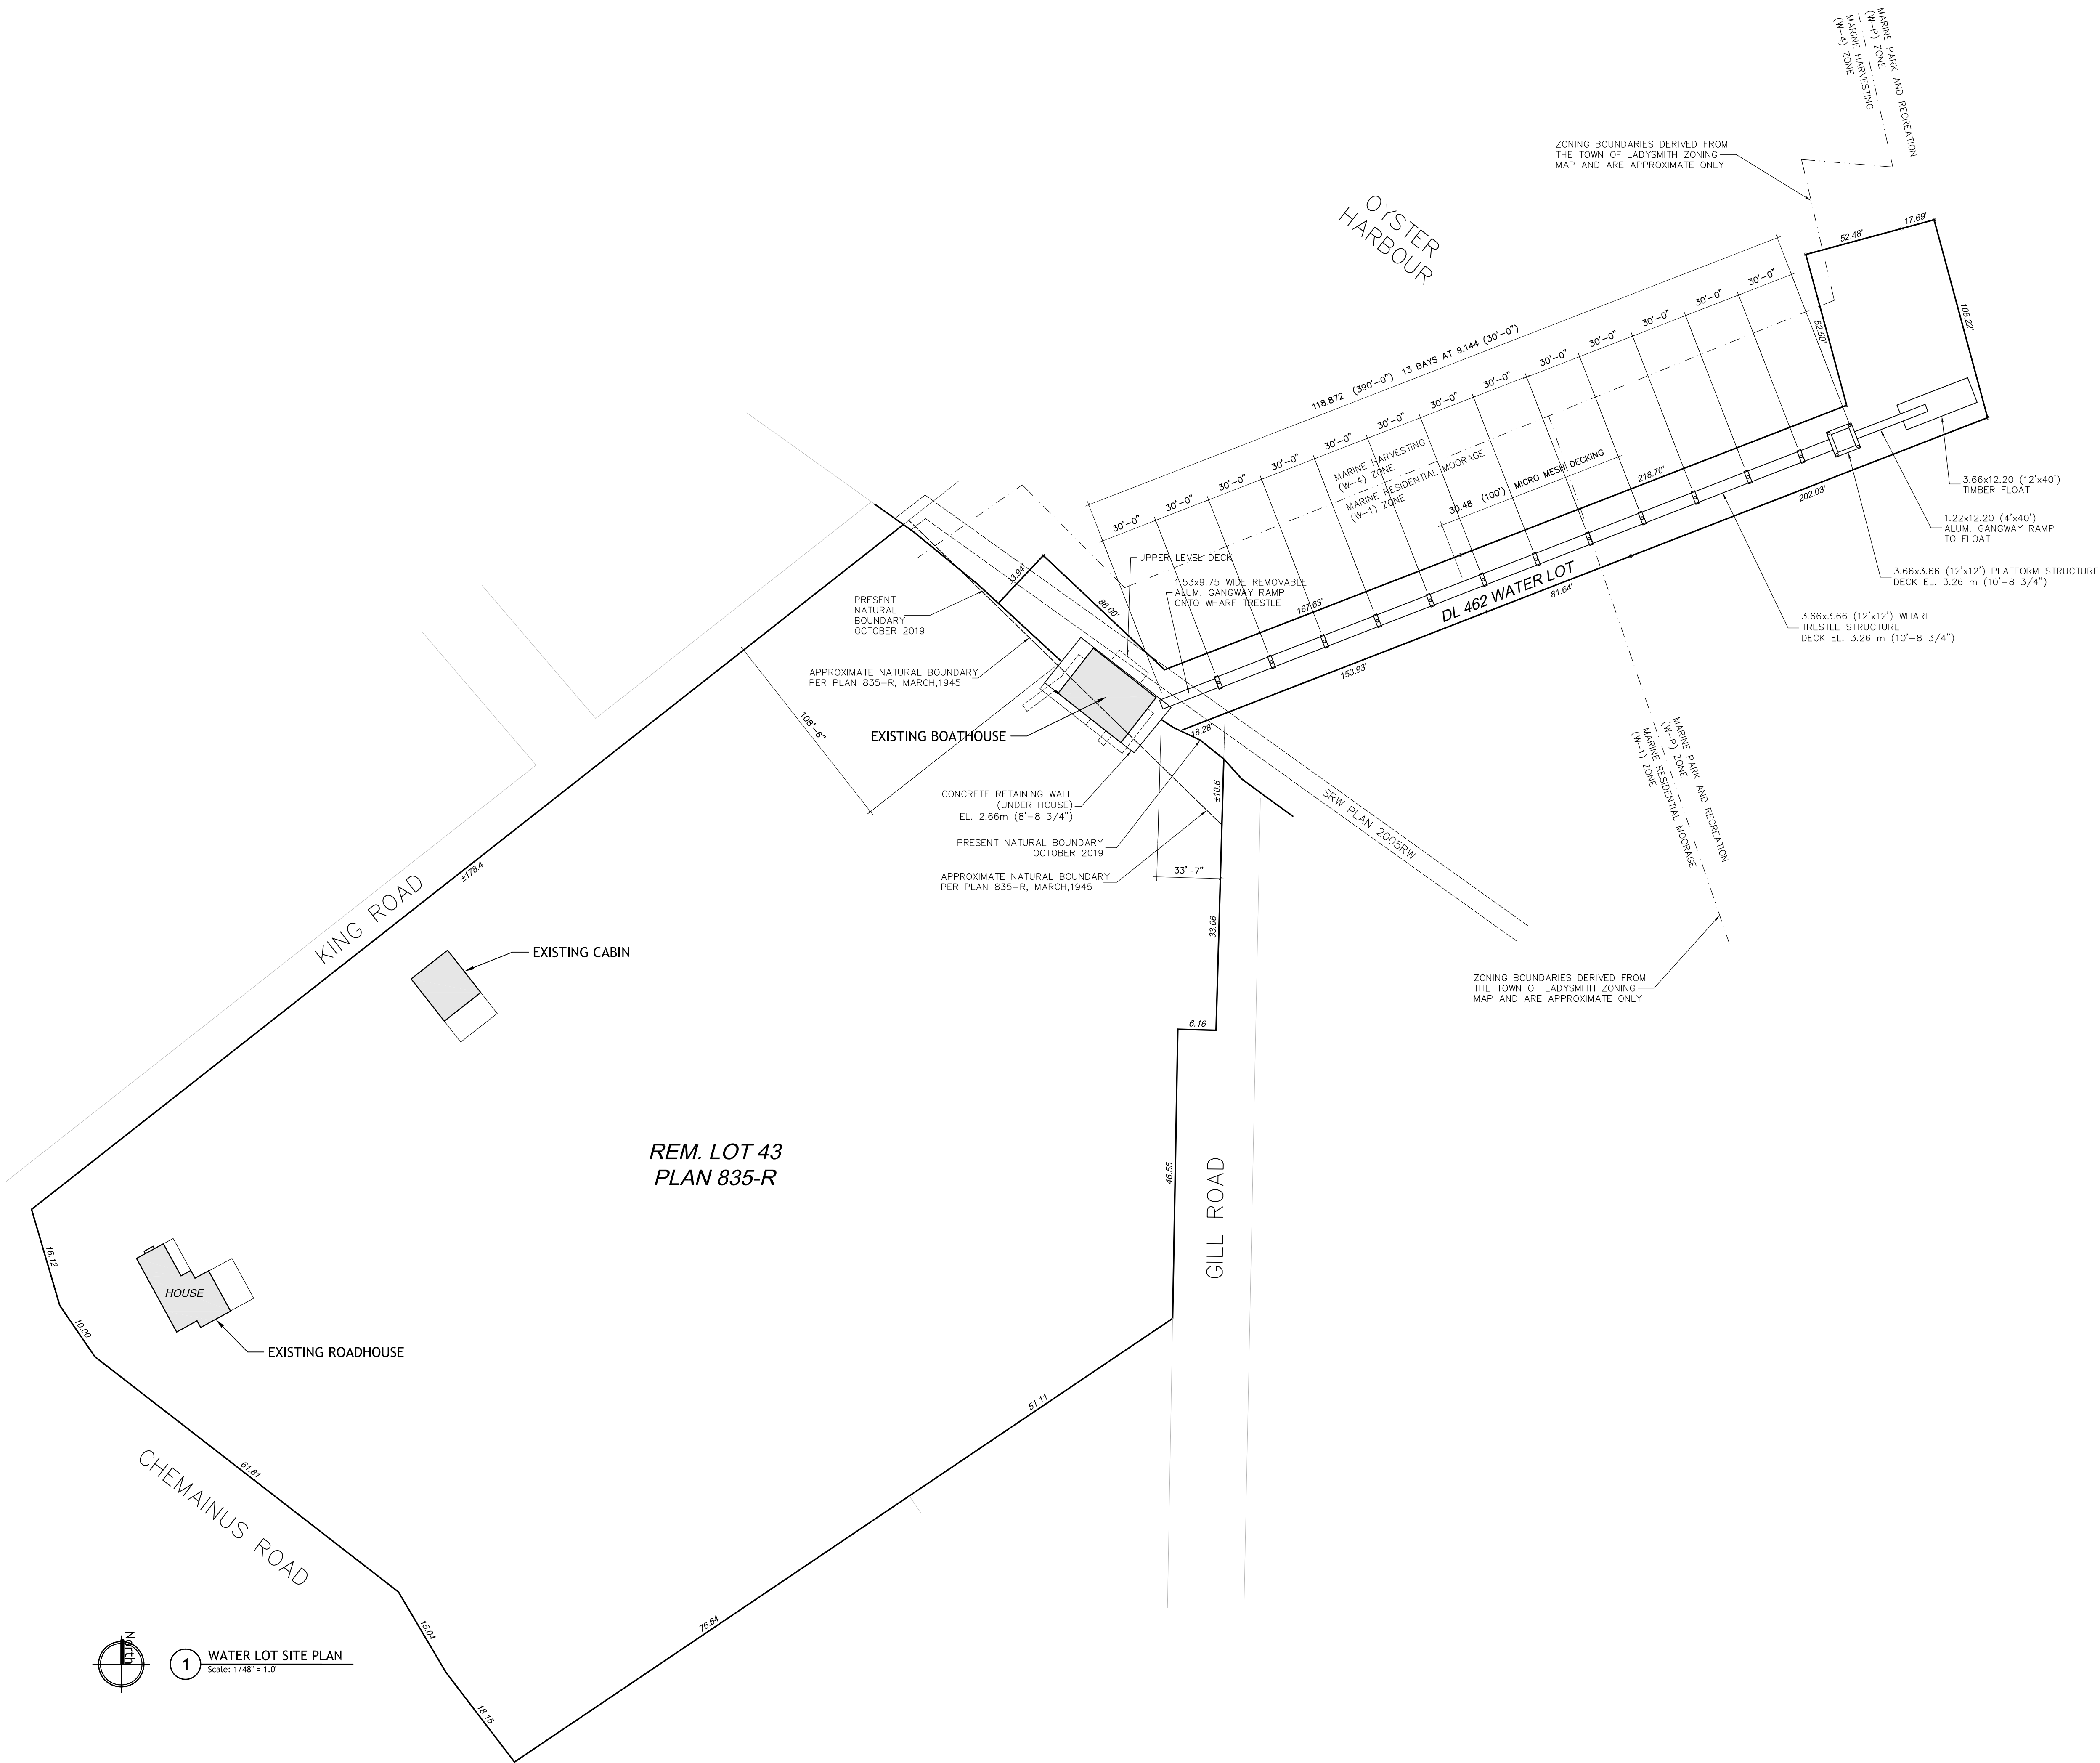 MARINE PARK AND RECREATION
(W-P) ZONE
MARINE HARVESTING
(W-4) ZONE
ZONING BOUNDARIES DERIVED FROM
THE TOWN OF LADYSMITH ZONING
MAP AND ARE APPROXIMATE ONLY
OYSTER
HARBOUR
17.69'
52.48'
108.22'
82.50'
118.872 (390'-0") 13 BAYS AT 9.144 (30'-0")
30'-0"
30'-0"
30'-0"
30'-0"
30'-0"
30'-0"
30'-0"
30'-0"
30'-0"
30'-0"
30'-0"
30'-0"
30'-0"
MARINE HARVESTING
(W-4) ZONE
MARINE RESIDENTIAL MOORAGE
(W-1) ZONE
30.48 (100') MICRO MESH DECKING
218.70'
202.03'
3.66x12.20 (12'x40')
TIMBER FLOAT
1.22x12.20 (4'x40')
ALUM. GANGWAY RAMP
TO FLOAT
3.66x3.66 (12'x12') PLATFORM STRUCTURE
DECK EL. 3.26 m (10'-8 3/4")
3.66x3.66 (12'x12') WHARF
TRESTLE STRUCTURE
DECK EL. 3.26 m (10'-8 3/4")
UPPER LEVEL DECK
1.53x9.75 WIDE REMOVABLE
ALUM. GANGWAY RAMP
ONTO WHARF TRESTLE
167.63'
DL 462 WATER LOT
81.64'
153.93'
33.94'
88.00'
PRESENT
NATURAL
BOUNDARY
OCTOBER 2019
APPROXIMATE NATURAL BOUNDARY
PER PLAN 835-R, MARCH,1945
108'-6"
EXISTING BOATHOUSE
18.28'
CONCRETE RETAINING WALL
(UNDER HOUSE)
EL. 2.66m (8'-8 3/4")
±10.6
PRESENT NATURAL BOUNDARY
OCTOBER 2019
APPROXIMATE NATURAL BOUNDARY
PER PLAN 835-R, MARCH,1945
33'-7"
SRW PLAN 2005RW
MARINE PARK AND RECREATION
(W-P) ZONE
MARINE RESIDENTIAL MOORAGE
(W-1) ZONE
±178.4
KING ROAD
33.06
EXISTING CABIN
ZONING BOUNDARIES DERIVED FROM
THE TOWN OF LADYSMITH ZONING
MAP AND ARE APPROXIMATE ONLY
6.16
REM. LOT 43
PLAN 835-R
46.55
GILL ROAD
16.12
HOUSE
10.00
EXISTING ROADHOUSE
51.11
61.81
CHEMAINUS ROAD
76.64
15.04
18.15
North
1
WATER LOT SITE PLAN
Scale: 1/48" = 1.0'